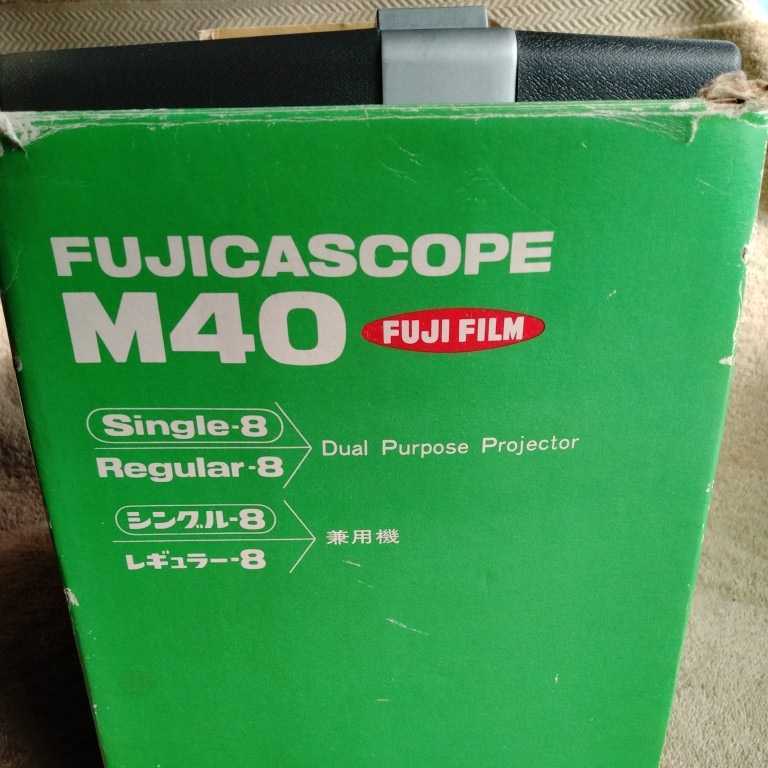 FUJICASCOPE
M40 FUJI FILM
Single-8
Regular-8
Dual Purpose Projector
シングル-8
レギュラー-8
兼用機